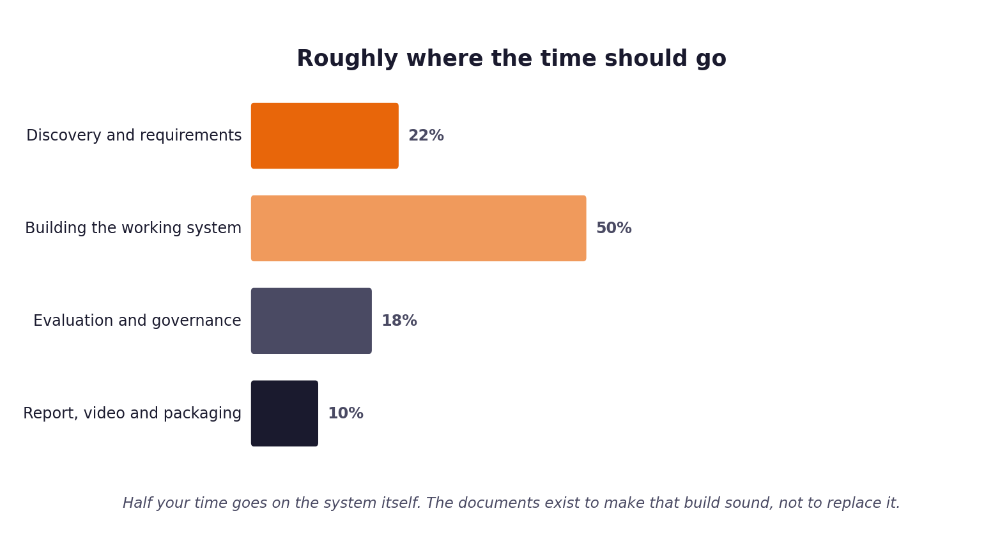 Roughly where the time should go
Discovery and requirements 22%
Building the working system 50%
Evaluation and governance 18%
Report, video and packaging 10%
Half your time goes on the system itself. The documents exist to make that build sound, not to replace it.